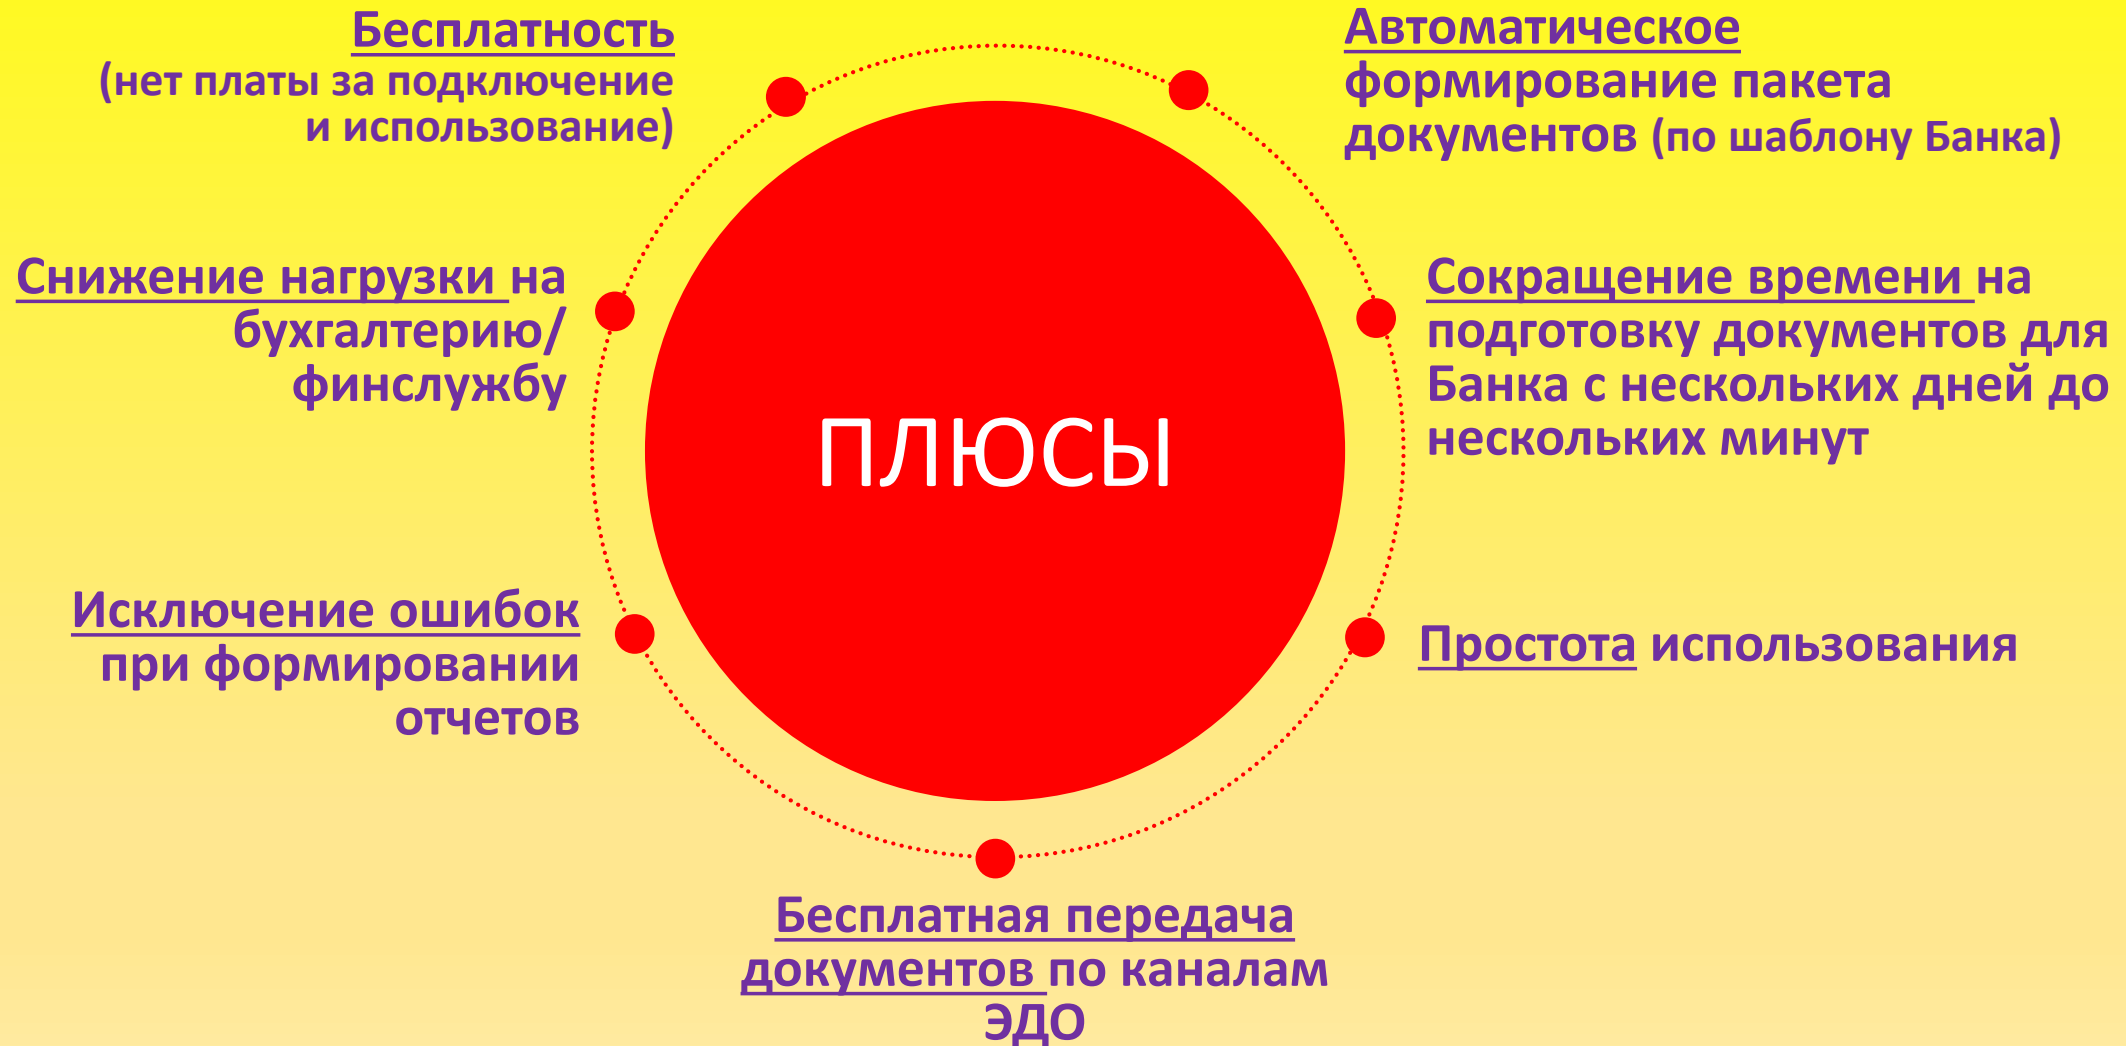 Бесплатность
(нет платы за подключение
и использование)
Автоматическое
формирование пакета
документов (по шаблону Банка)
Снижение нагрузки на
бухгалтерию/
финслужбу
Сокращение времени на
подготовку документов для
Банка с нескольких дней до
нескольких минут
ПЛЮСЫ
Исключение ошибок
при формировании
отчетов
Простота использования
Бесплатная передача
документов по каналам
ЭДО